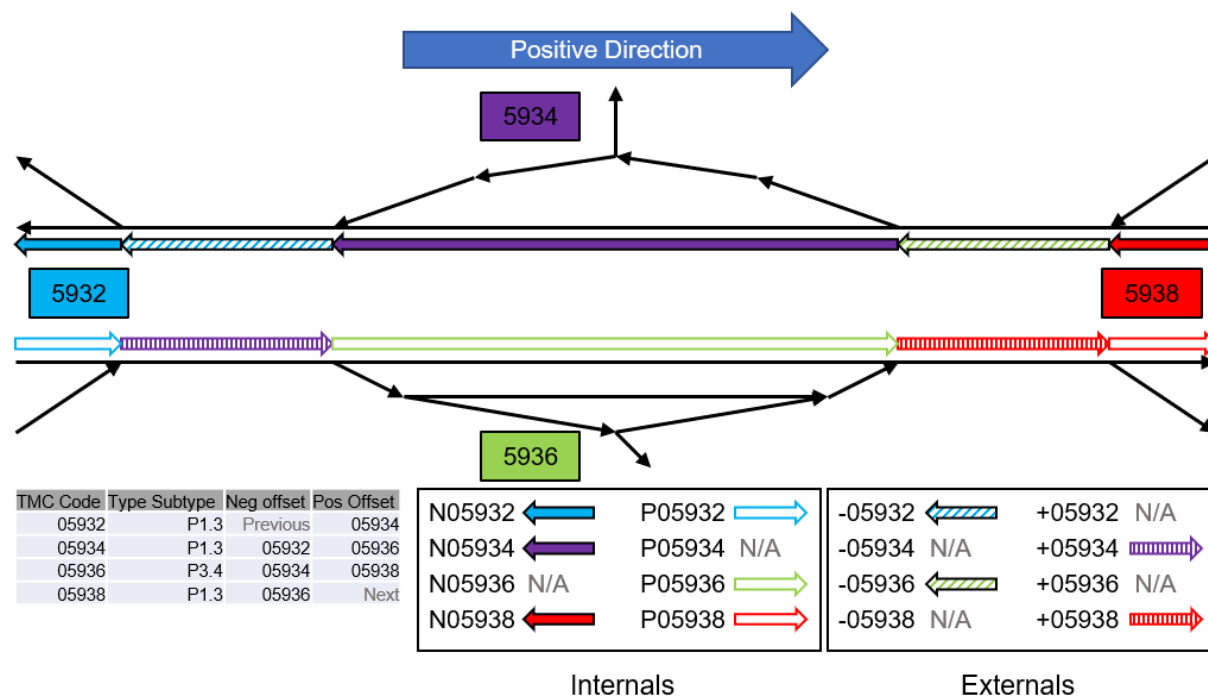 Positive Direction
5934
5932
5938
5936
TMC Code Type Subtype Neg offset Pos Offset
05932 P1.3 Previous 05934
05934 P1.3 05932 05936
05936 P3.4 05934 05938
05938 P1.3 05936 Next
N05932 P05932
N05934 P05934 N/A
N05936 N/A P05936
N05938 P05938
Internals
-05932 +05932 N/A
-05934 N/A +05934
-05936 +05936 N/A
-05938 N/A +05938
Externals